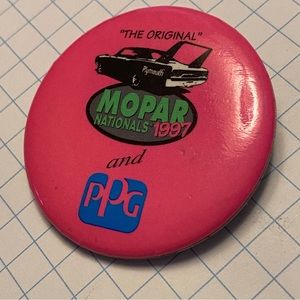 "THE ORIGINAL"
Plymouth
MOPAR
NATIONALS 1997
and
PPG